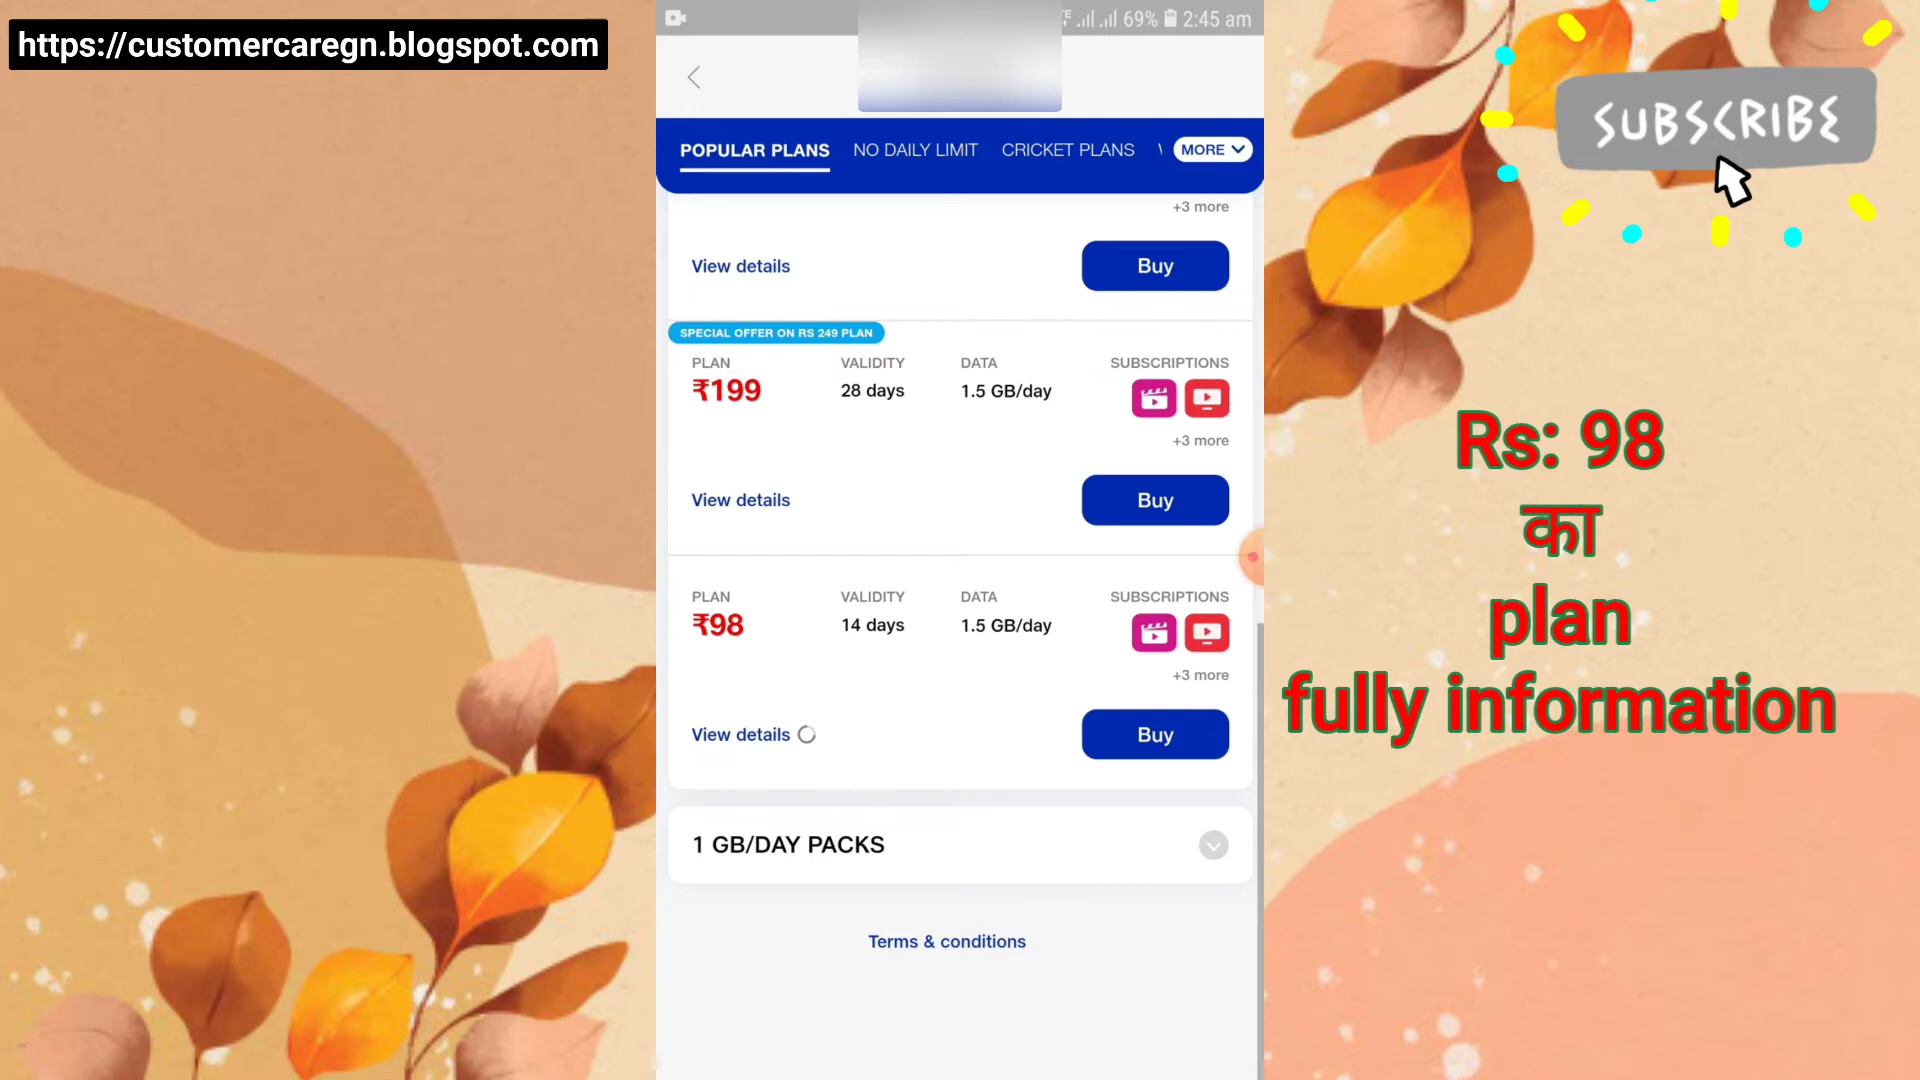 https://customercaregn.blogspot.com
69% 2:45 am
POPULAR PLANS NO DAILY LIMIT CRICKET PLANS MORE
+3 more
View details Buy
SPECIAL OFFER ON RS 249 PLAN
PLAN VALIDITY DATA SUBSCRIPTIONS
₹199 28 days 1.5 GB/day
+3 more
View details Buy
PLAN VALIDITY DATA SUBSCRIPTIONS
₹98 14 days 1.5 GB/day
+3 more
View details Buy
1 GB/DAY PACKS
Terms & conditions
SUBSCRIBE
Rs: 98
का
plan
fully information